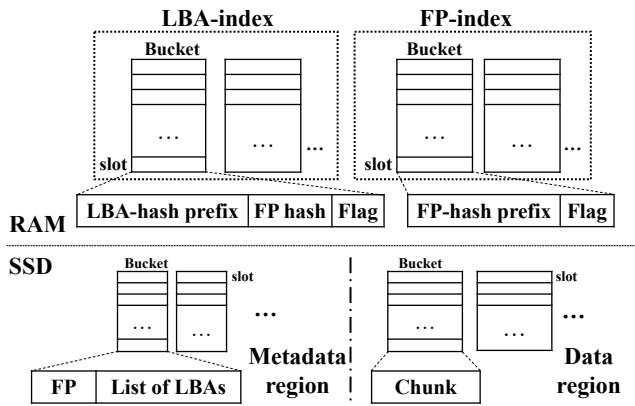 LBA-index
FP-index
Bucket
Bucket
...
...
...
...
...
...
slot
slot
LBA-hash prefix FP hash Flag
FP-hash prefix Flag
RAM
SSD
Bucket
slot
Bucket
slot
...
...
...
...
...
...
Metadata
region
Data
region
FP List of LBAs
Chunk